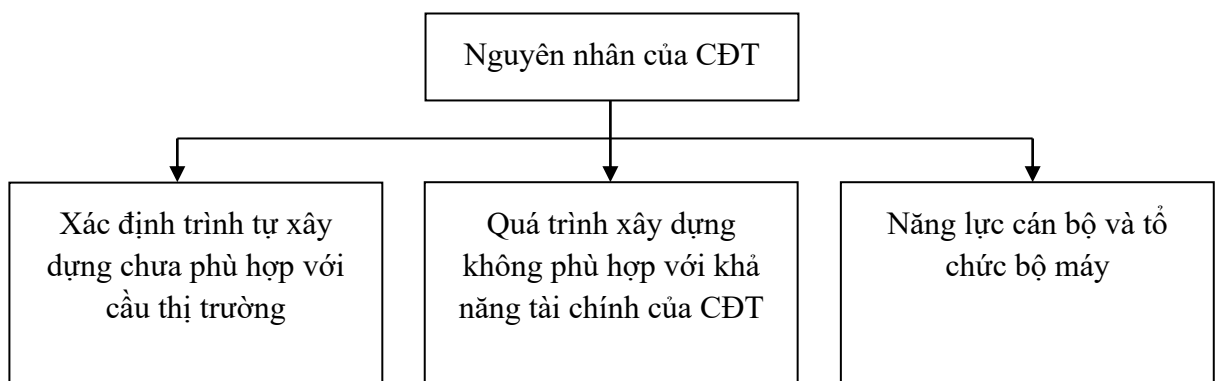 Nguyên nhân của CĐT
Xác định trình tự xây
dựng chưa phù hợp với
cầu thị trường
Quá trình xây dựng
không phù hợp với khả
năng tài chính của CĐT
Năng lực cán bộ và tổ
chức bộ máy